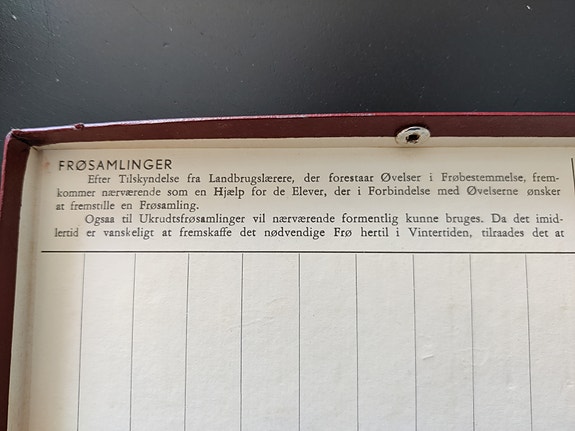 FRØSAMLINGER
Efter Tilskyndelse fra Landbrugslærere, der forestaar Øvelser i Frøbestemmelse, frem-
kommer nærværende som en Hjælp for de Elever, der i Forbindelse med Øvelserne ønsker
at fremstille en Frøsamling.
Ogsaa til Ukrudtsfrøsamlinger vil nærværende formentlig kunne bruges. Da det imid-
lertid er vanskeligt at fremskaffe det nødvendige Frø hertil i Vintertiden, tilraades det at